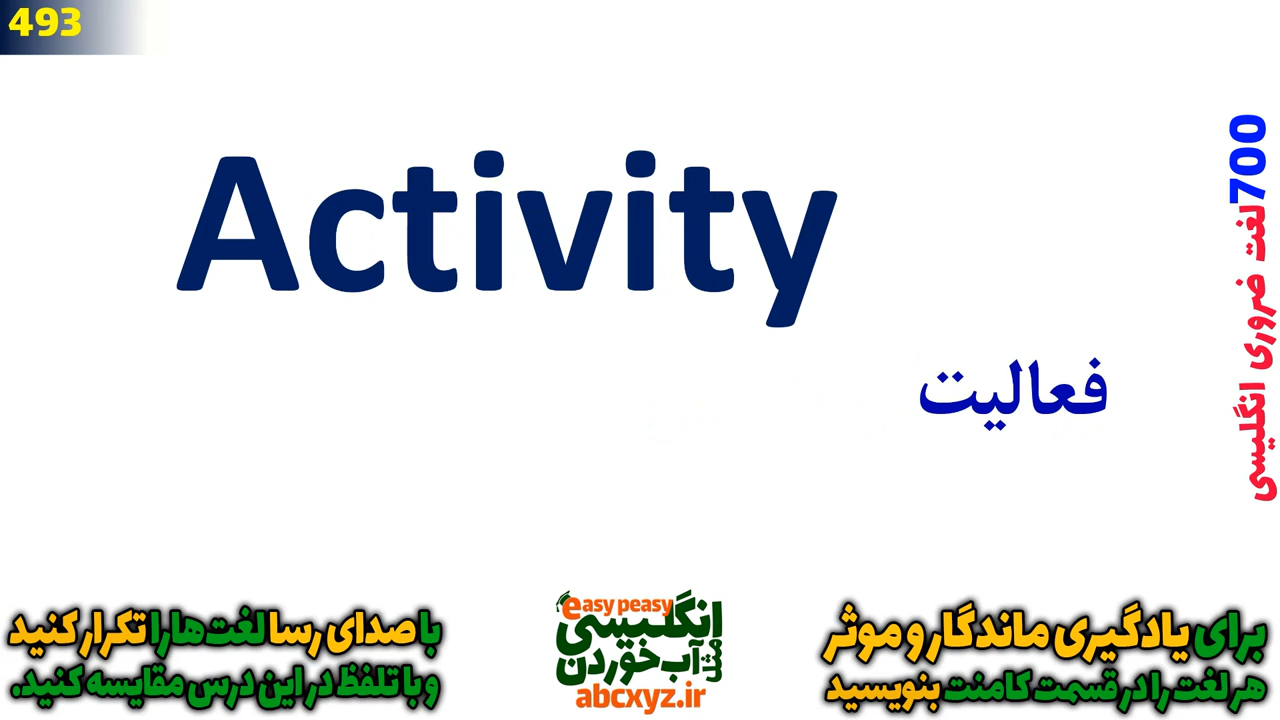 493
Activity
فعالیت
700 لغت ضروری انگلیسی
برای یادگیری ماندگار و موثر
هر لغت را در قسمت کامنت بنویسید
easy peasy
انگلیسی
مثل آب خوردن
abcxyz.ir
با صدای رسا لغت‌ها را تکرار کنید
و با تلفظ در این درس مقایسه کنید.